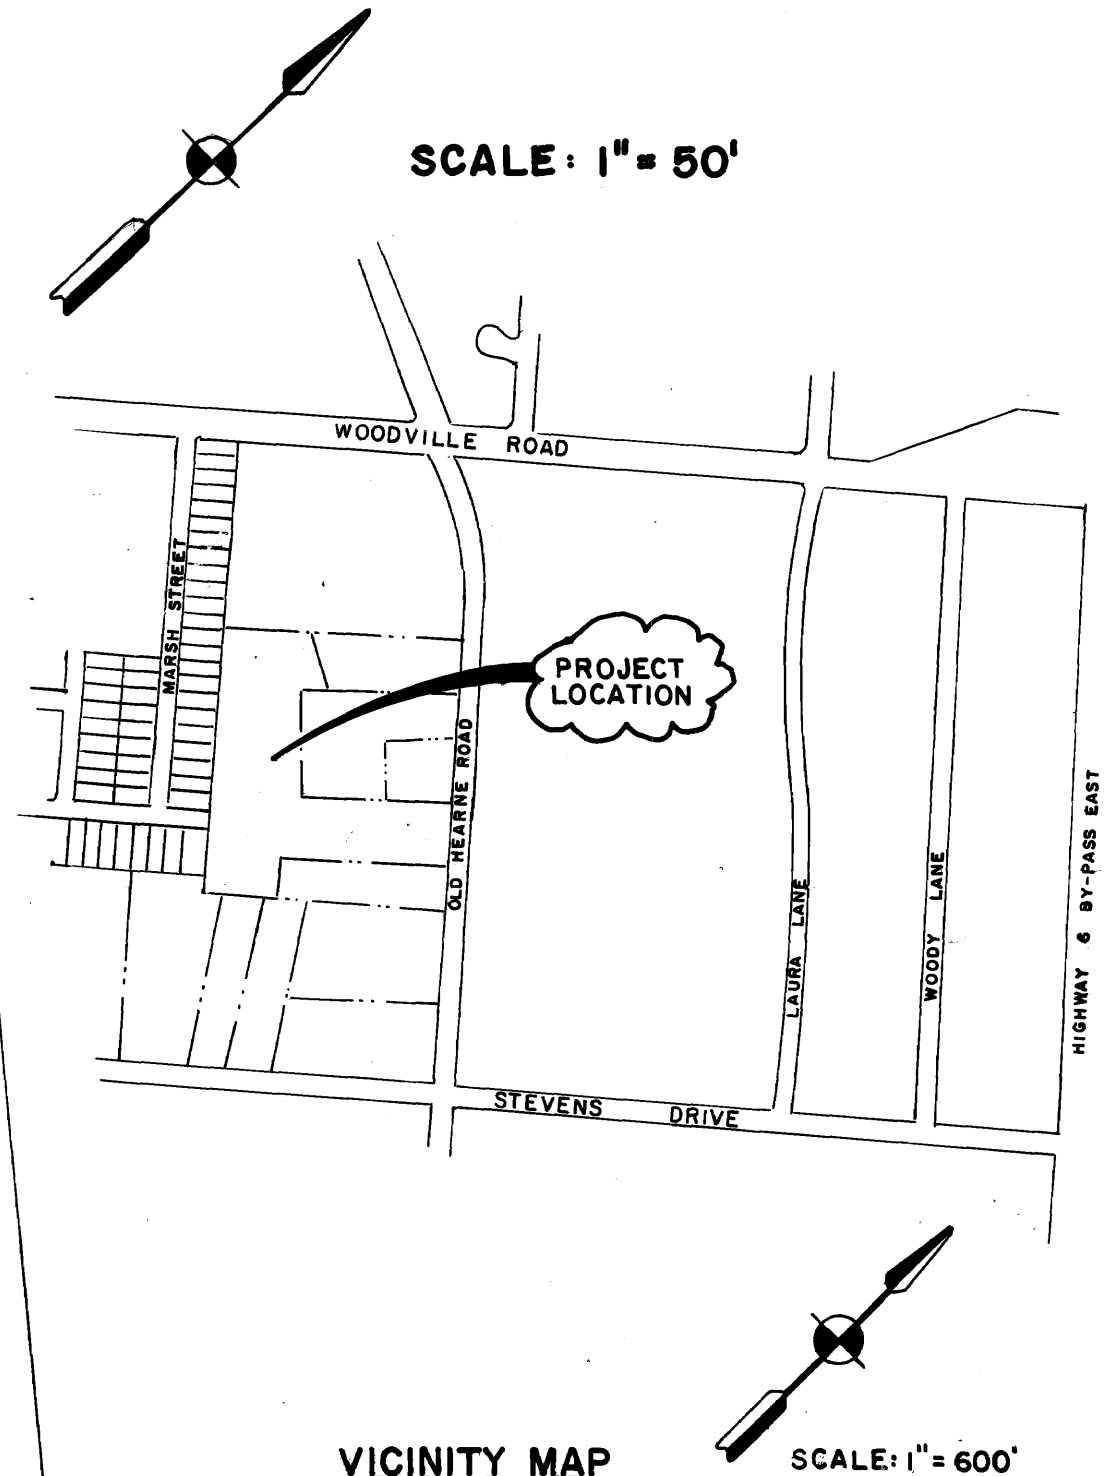 SCALE: 1" = 50'
WOODVILLE ROAD
MARSH STREET
PROJECT
LOCATION
OLD HEARNE ROAD
LAURA LANE
WOODY LANE
HIGHWAY 6 BY-PASS EAST
STEVENS DRIVE
VICINITY MAP
SCALE: 1" = 600'